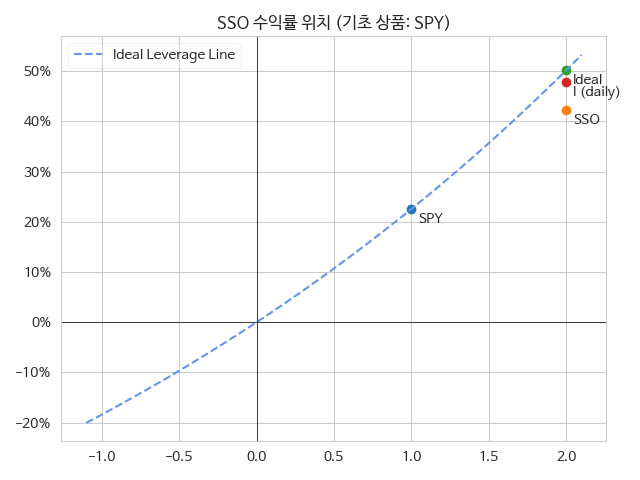 SSO 수익률 위치 (기초 상품: SPY)
Ideal Leverage Line
50%
40%
30%
20%
10%
0%
−10%
−20%
Ideal
I (daily)
SSO
SPY
−1.0
−0.5
0.0
0.5
1.0
1.5
2.0